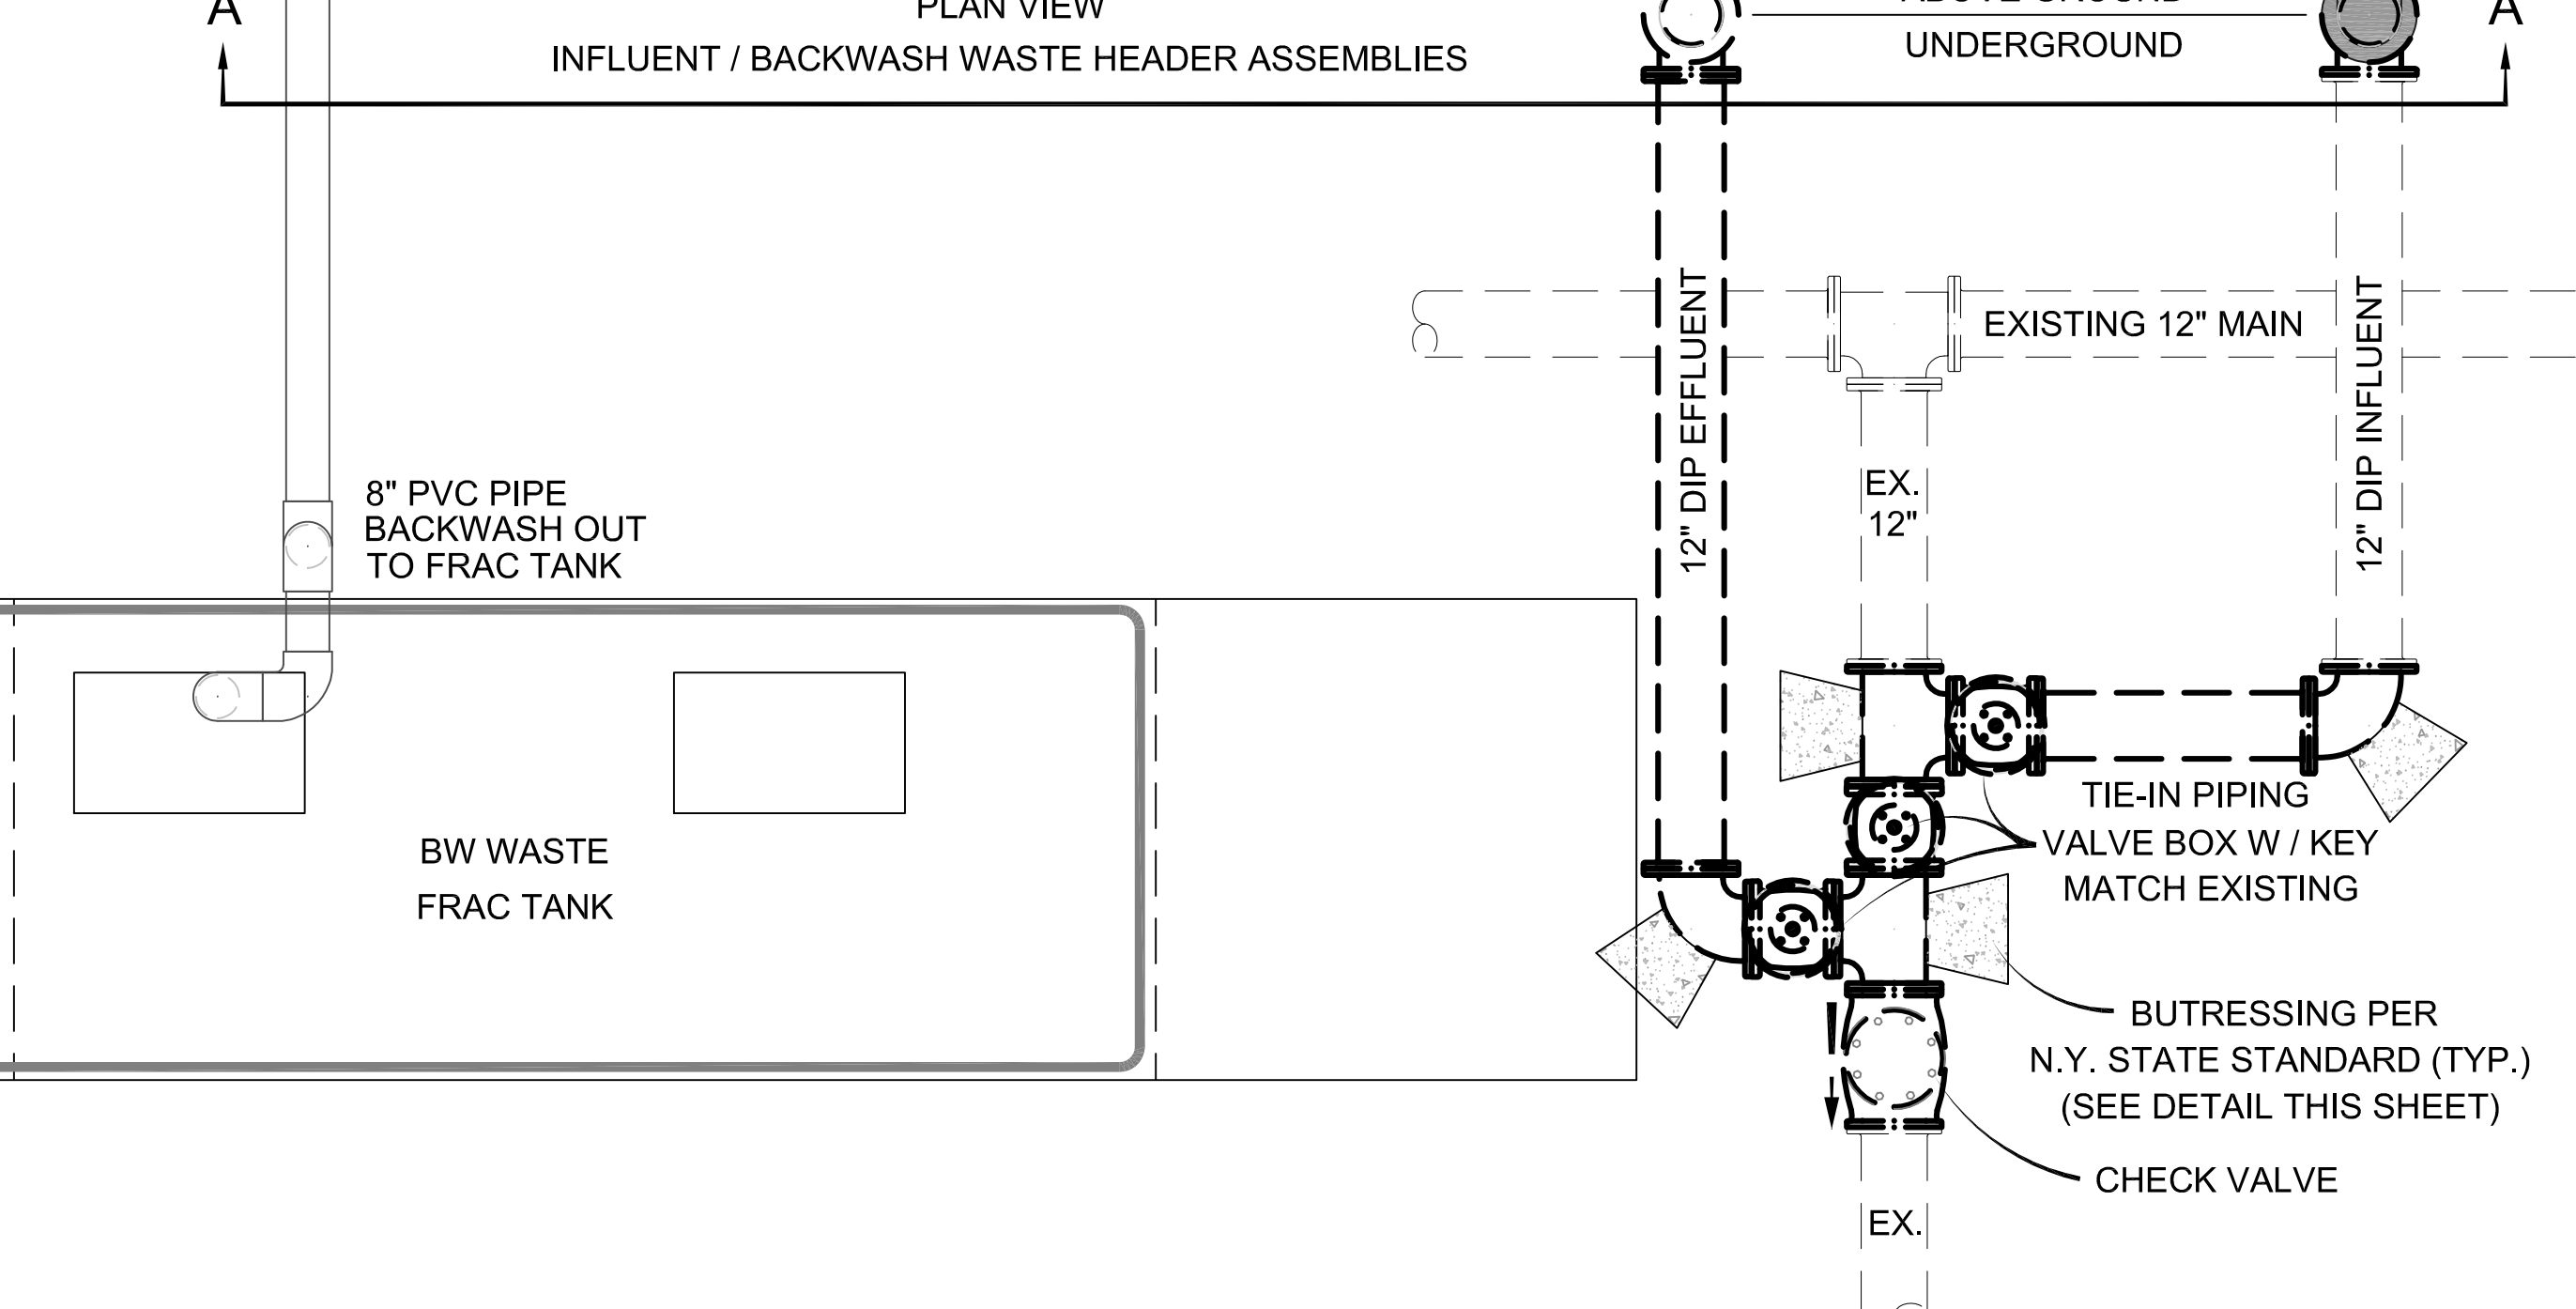 A
PLAN VIEW
INFLUENT / BACKWASH WASTE HEADER ASSEMBLIES
ABOVE GROUND
UNDERGROUND
A
12" DIP EFFLUENT
EXISTING 12" MAIN
12" DIP INFLUENT
EX.
12"
8" PVC PIPE
BACKWASH OUT
TO FRAC TANK
BW WASTE
FRAC TANK
TIE-IN PIPING
VALVE BOX W / KEY
MATCH EXISTING
BUTRESSING PER
N.Y. STATE STANDARD (TYP.)
(SEE DETAIL THIS SHEET)
CHECK VALVE
EX.